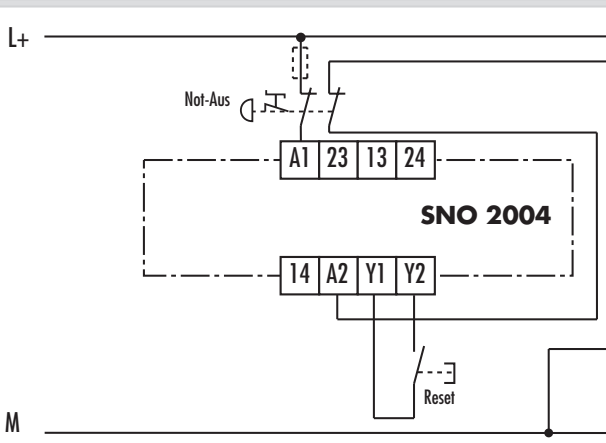 L+
Not-Aus
A1 23 13 24
SNO 2004
14 A2 Y1 Y2
Reset
M